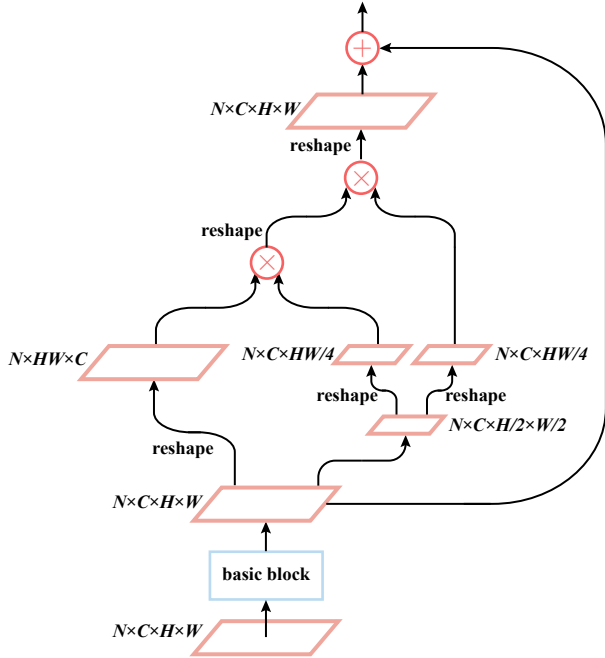 N×C×H×W
reshape
reshape
N×HW×C
N×C×HW/4
N×C×HW/4
reshape
reshape
N×C×H/2×W/2
reshape
N×C×H×W
basic block
N×C×H×W